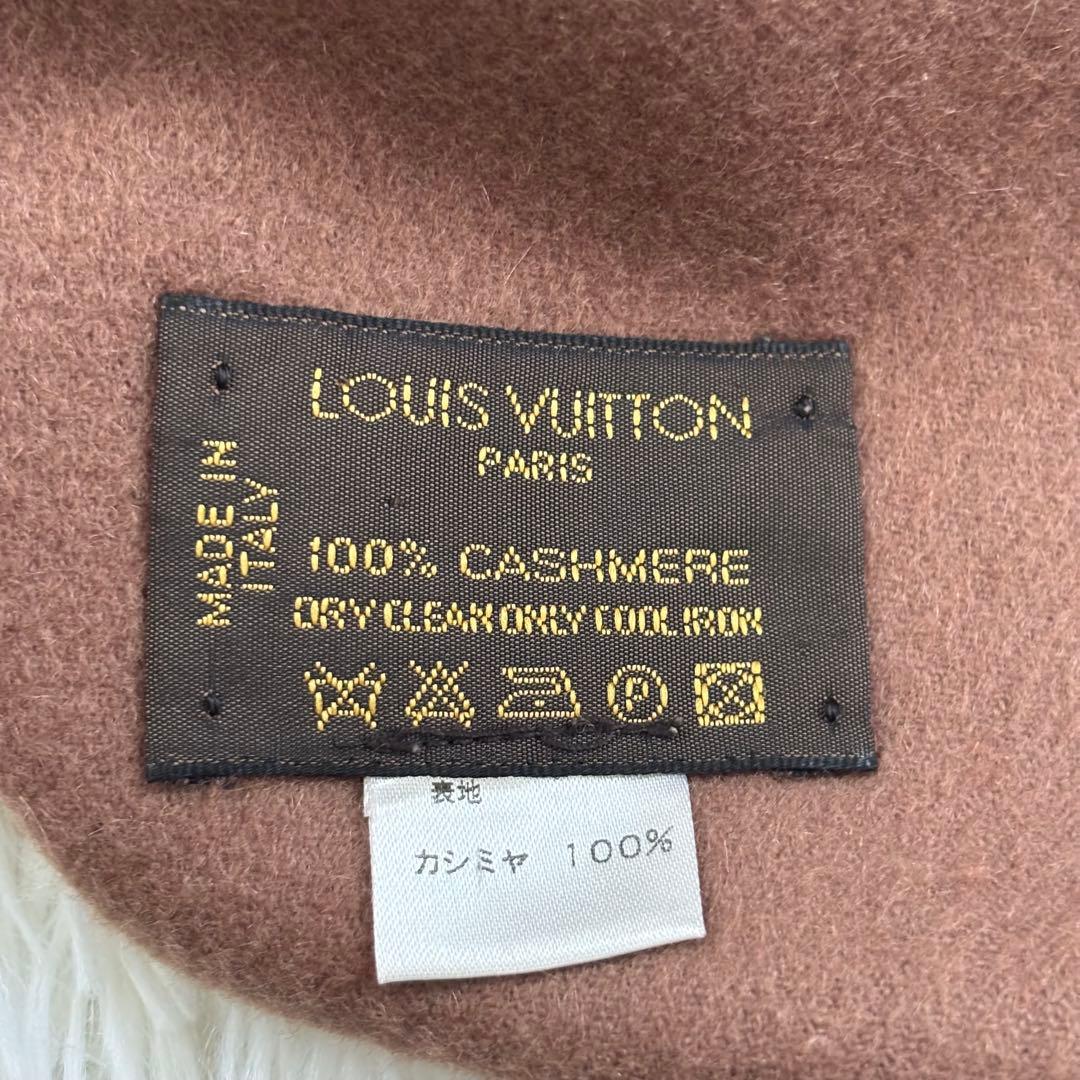 LOUIS VUITTON
PARIS
MADE IN
ITALY
100% CASHMERE
DRY CLEAN ONLY COOL IRON
P
表地
カシミヤ 100%